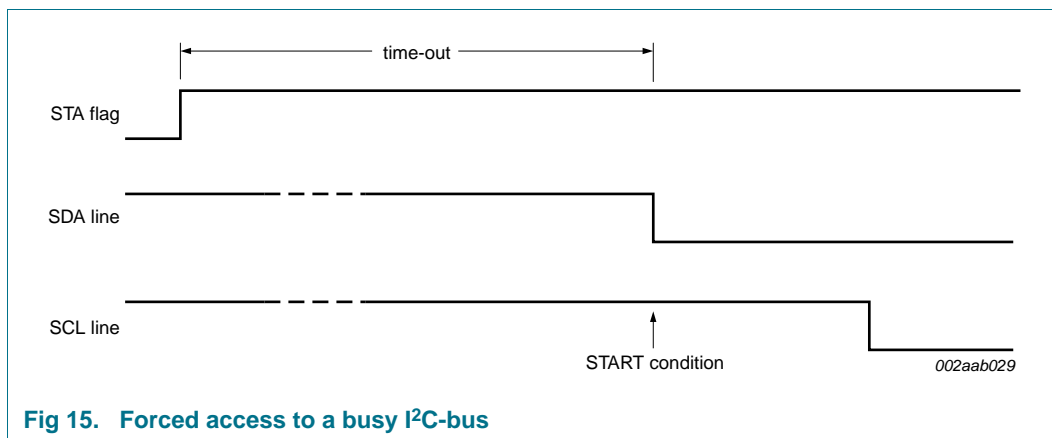 time-out
STA flag
SDA line
SCL line
START condition
002aab029
Fig 15. Forced access to a busy I²C-bus